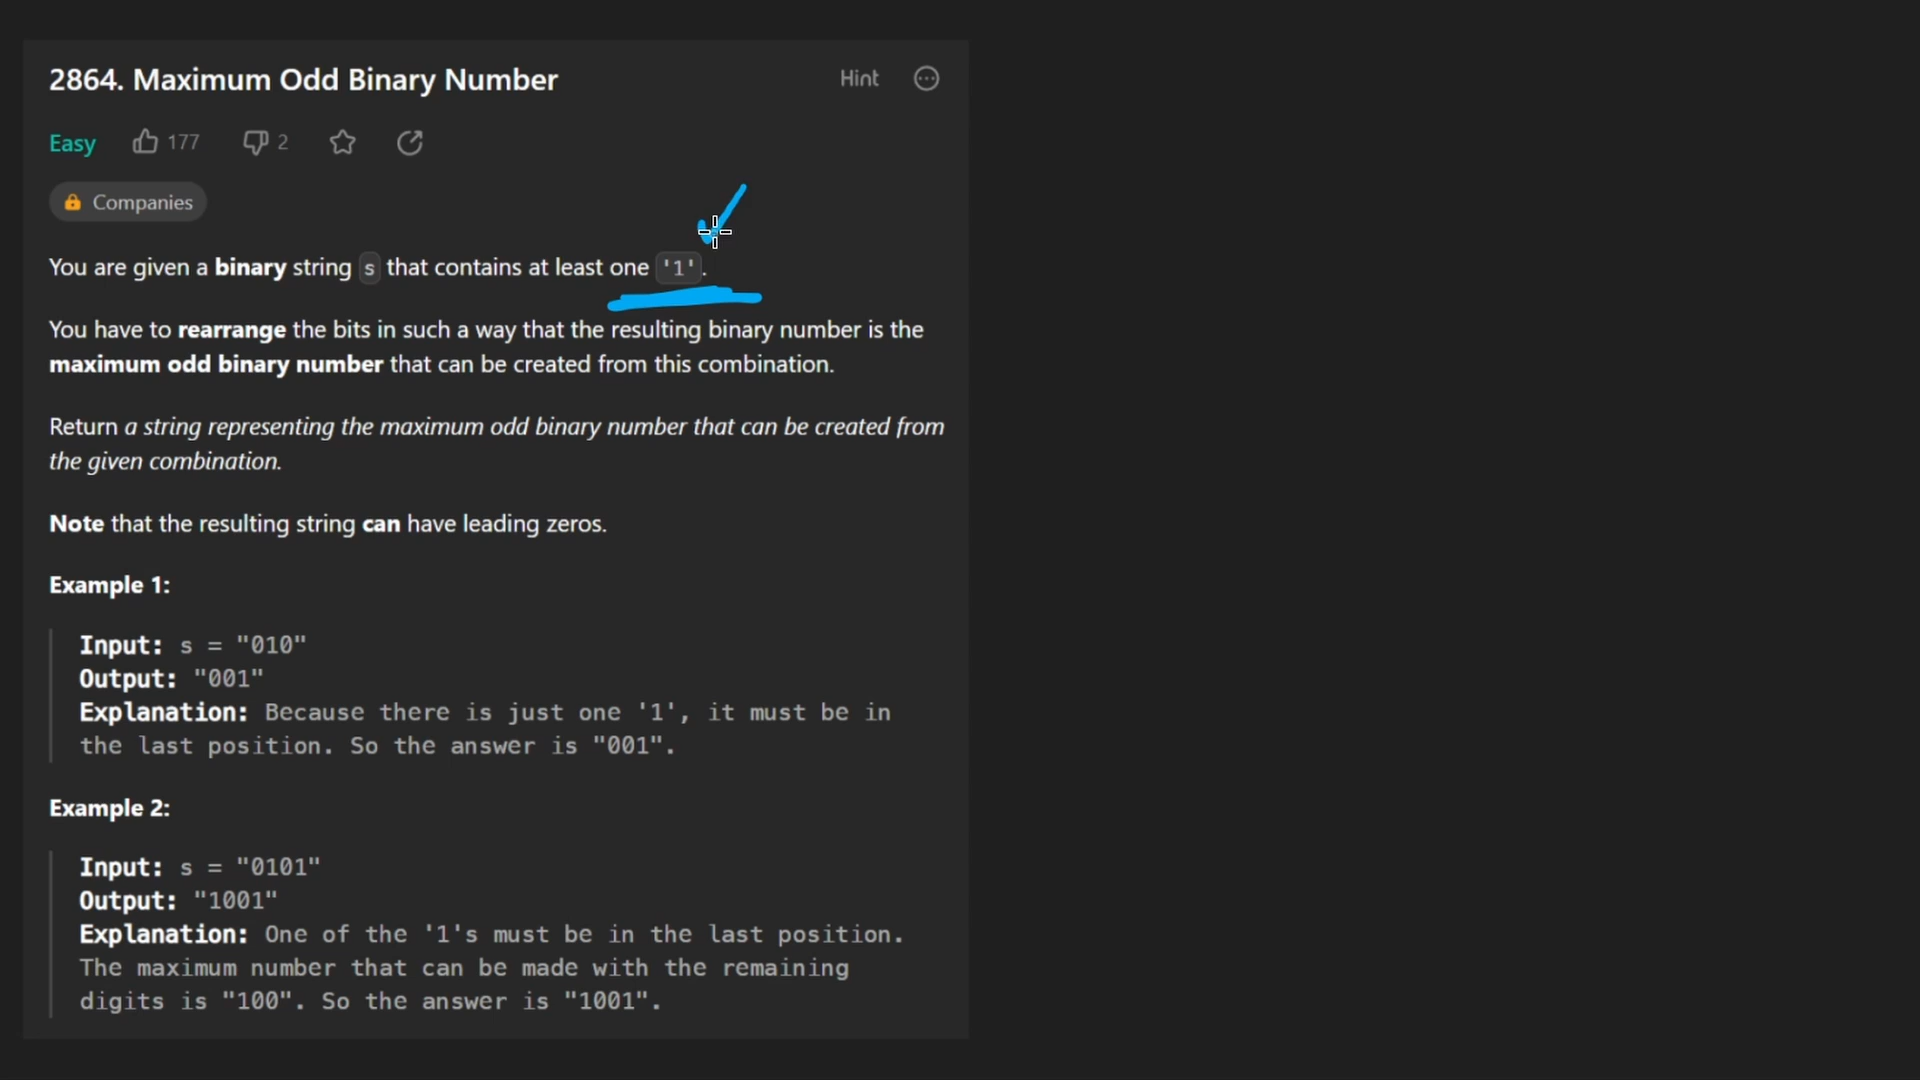 2864. Maximum Odd Binary Number
Hint
Easy 177 2
Companies
You are given a binary string s that contains at least one '1'.
You have to rearrange the bits in such a way that the resulting binary number is the
maximum odd binary number that can be created from this combination.
Return a string representing the maximum odd binary number that can be created from
the given combination.
Note that the resulting string can have leading zeros.
Example 1:
Input: s = "010"
Output: "001"
Explanation: Because there is just one '1', it must be in
the last position. So the answer is "001".
Example 2:
Input: s = "0101"
Output: "1001"
Explanation: One of the '1's must be in the last position.
The maximum number that can be made with the remaining
digits is "100". So the answer is "1001".